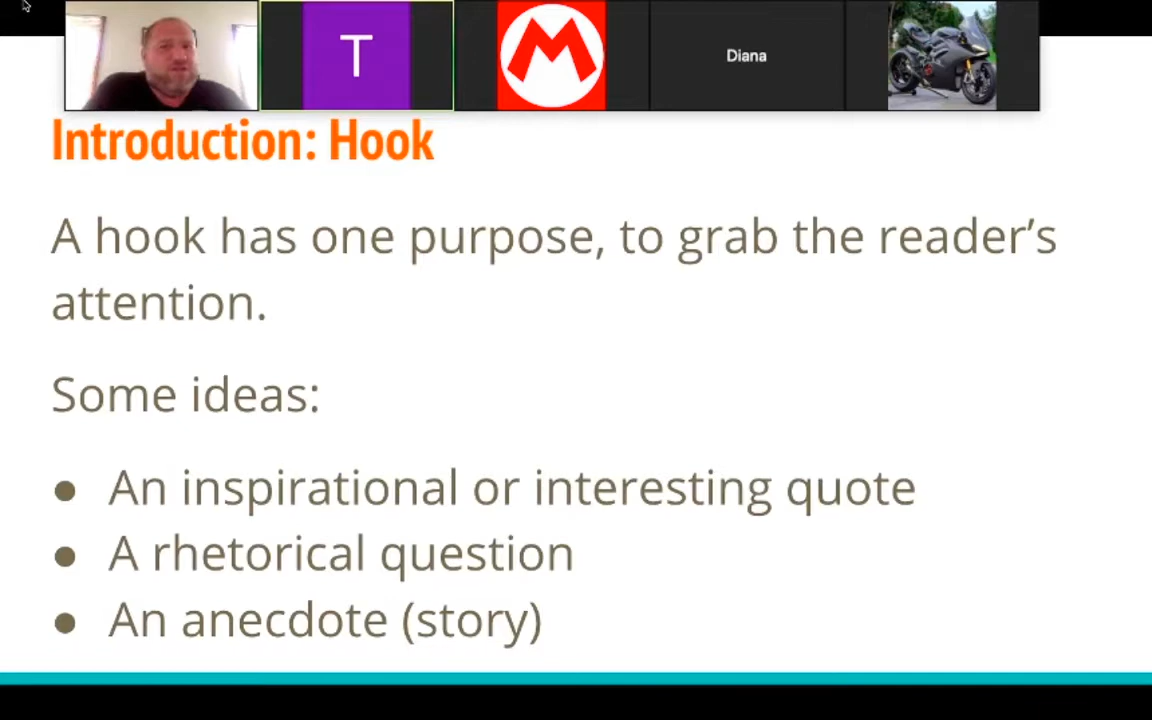 T
M
Diana
Introduction: Hook
A hook has one purpose, to grab the reader’s
attention.
Some ideas:
● An inspirational or interesting quote
● A rhetorical question
● An anecdote (story)